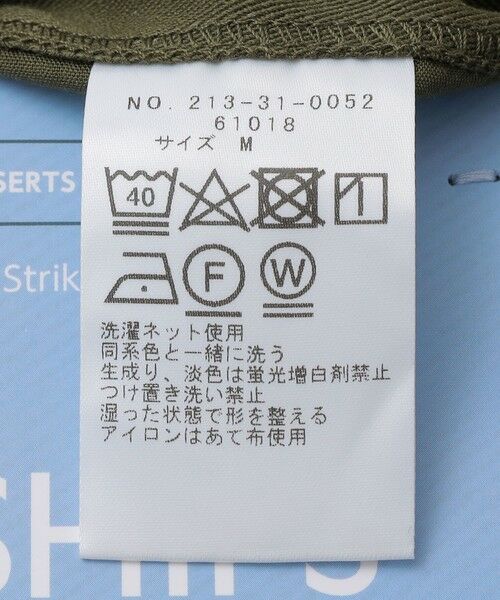 NO. 213-31-0052
61018
サイズ M
40
F
W
洗濯ネット使用
同系色と一緒に洗う
生成り、淡色は蛍光増白剤禁止
つけ置き洗い禁止
湿った状態で形を整える
アイロンはあて布使用
SERTS
Strik